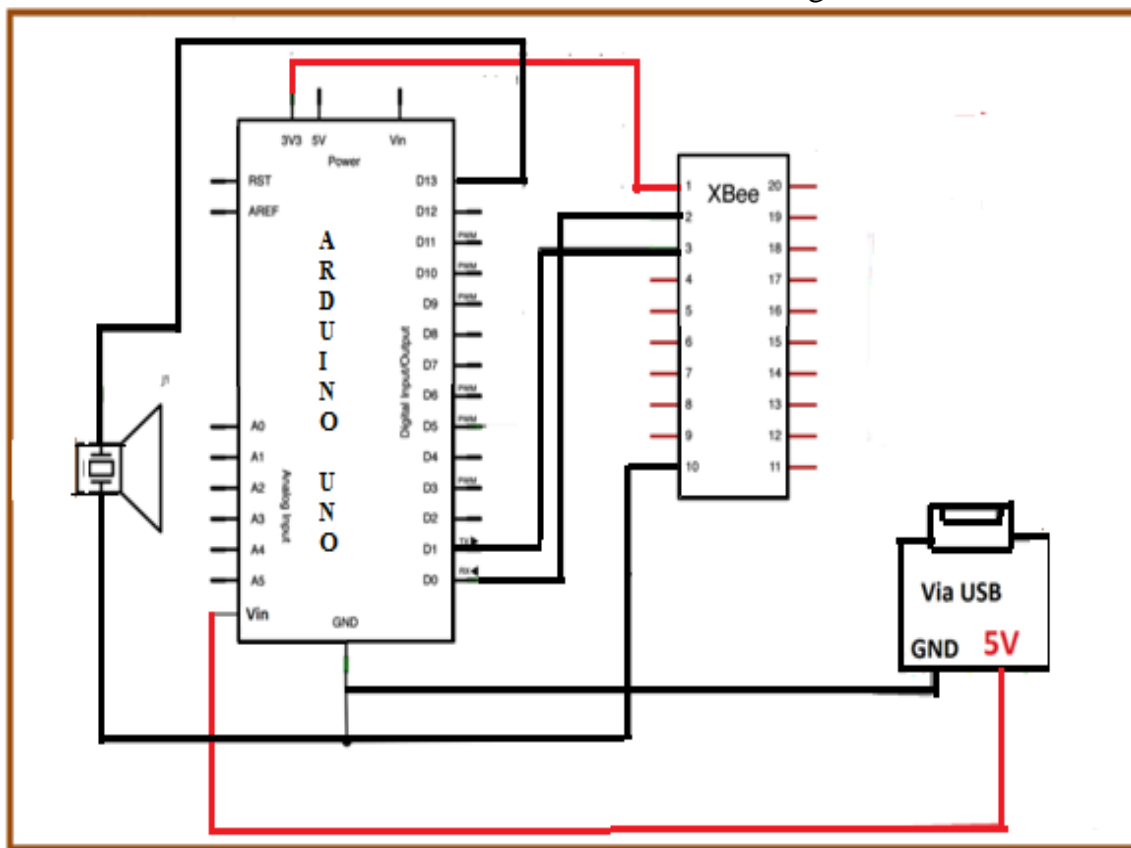 3V3 5V Vin
Power
RST
AREF
ARDUINO UNO
A0
A1
A2
A3
A4
A5
Vin
Analog Input
GND
Digital Input/Output
D13
D12
D11 PWM
D10 PWM
D9 PWM
D8
D7
D6 PWM
D5 PWM
D4
D3 PWM
D2
D1 TX
D0 RX
J1
XBee
1 20
2 19
3 18
4 17
5 16
6 15
7 14
8 13
9 12
10 11
Via USB
GND 5V